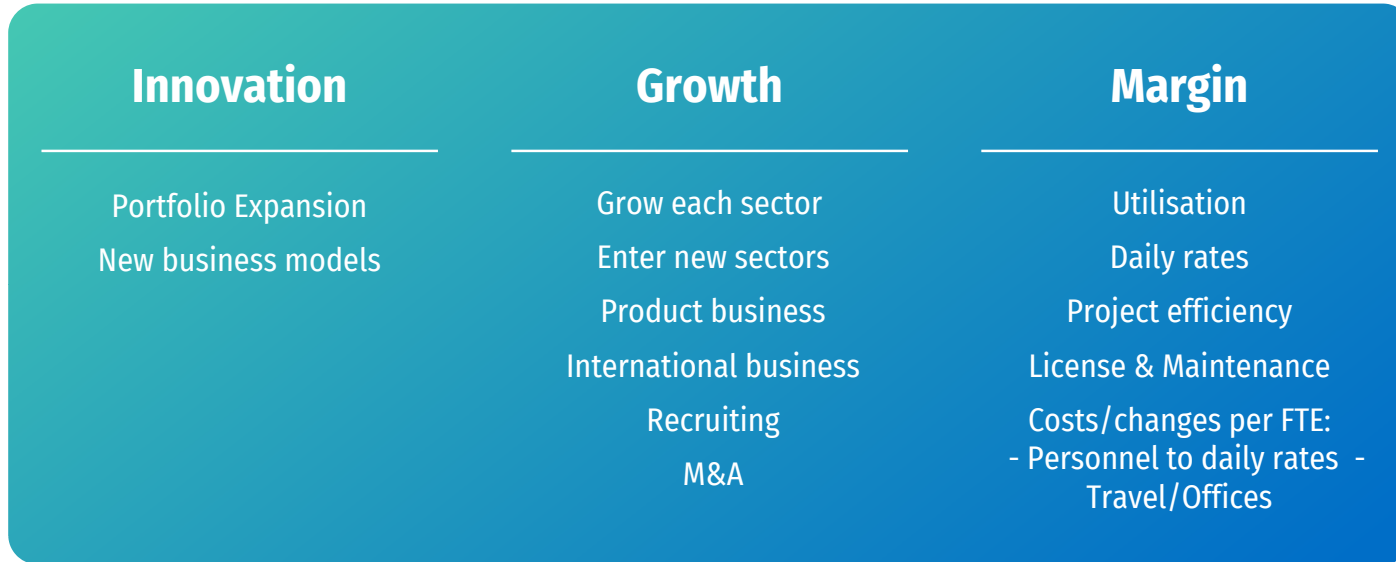 Innovation
Portfolio Expansion
New business models
Growth
Grow each sector
Enter new sectors
Product business
International business
Recruiting
M&A
Margin
Utilisation
Daily rates
Project efficiency
License & Maintenance
Costs/changes per FTE:
- Personnel to daily rates -
Travel/Offices